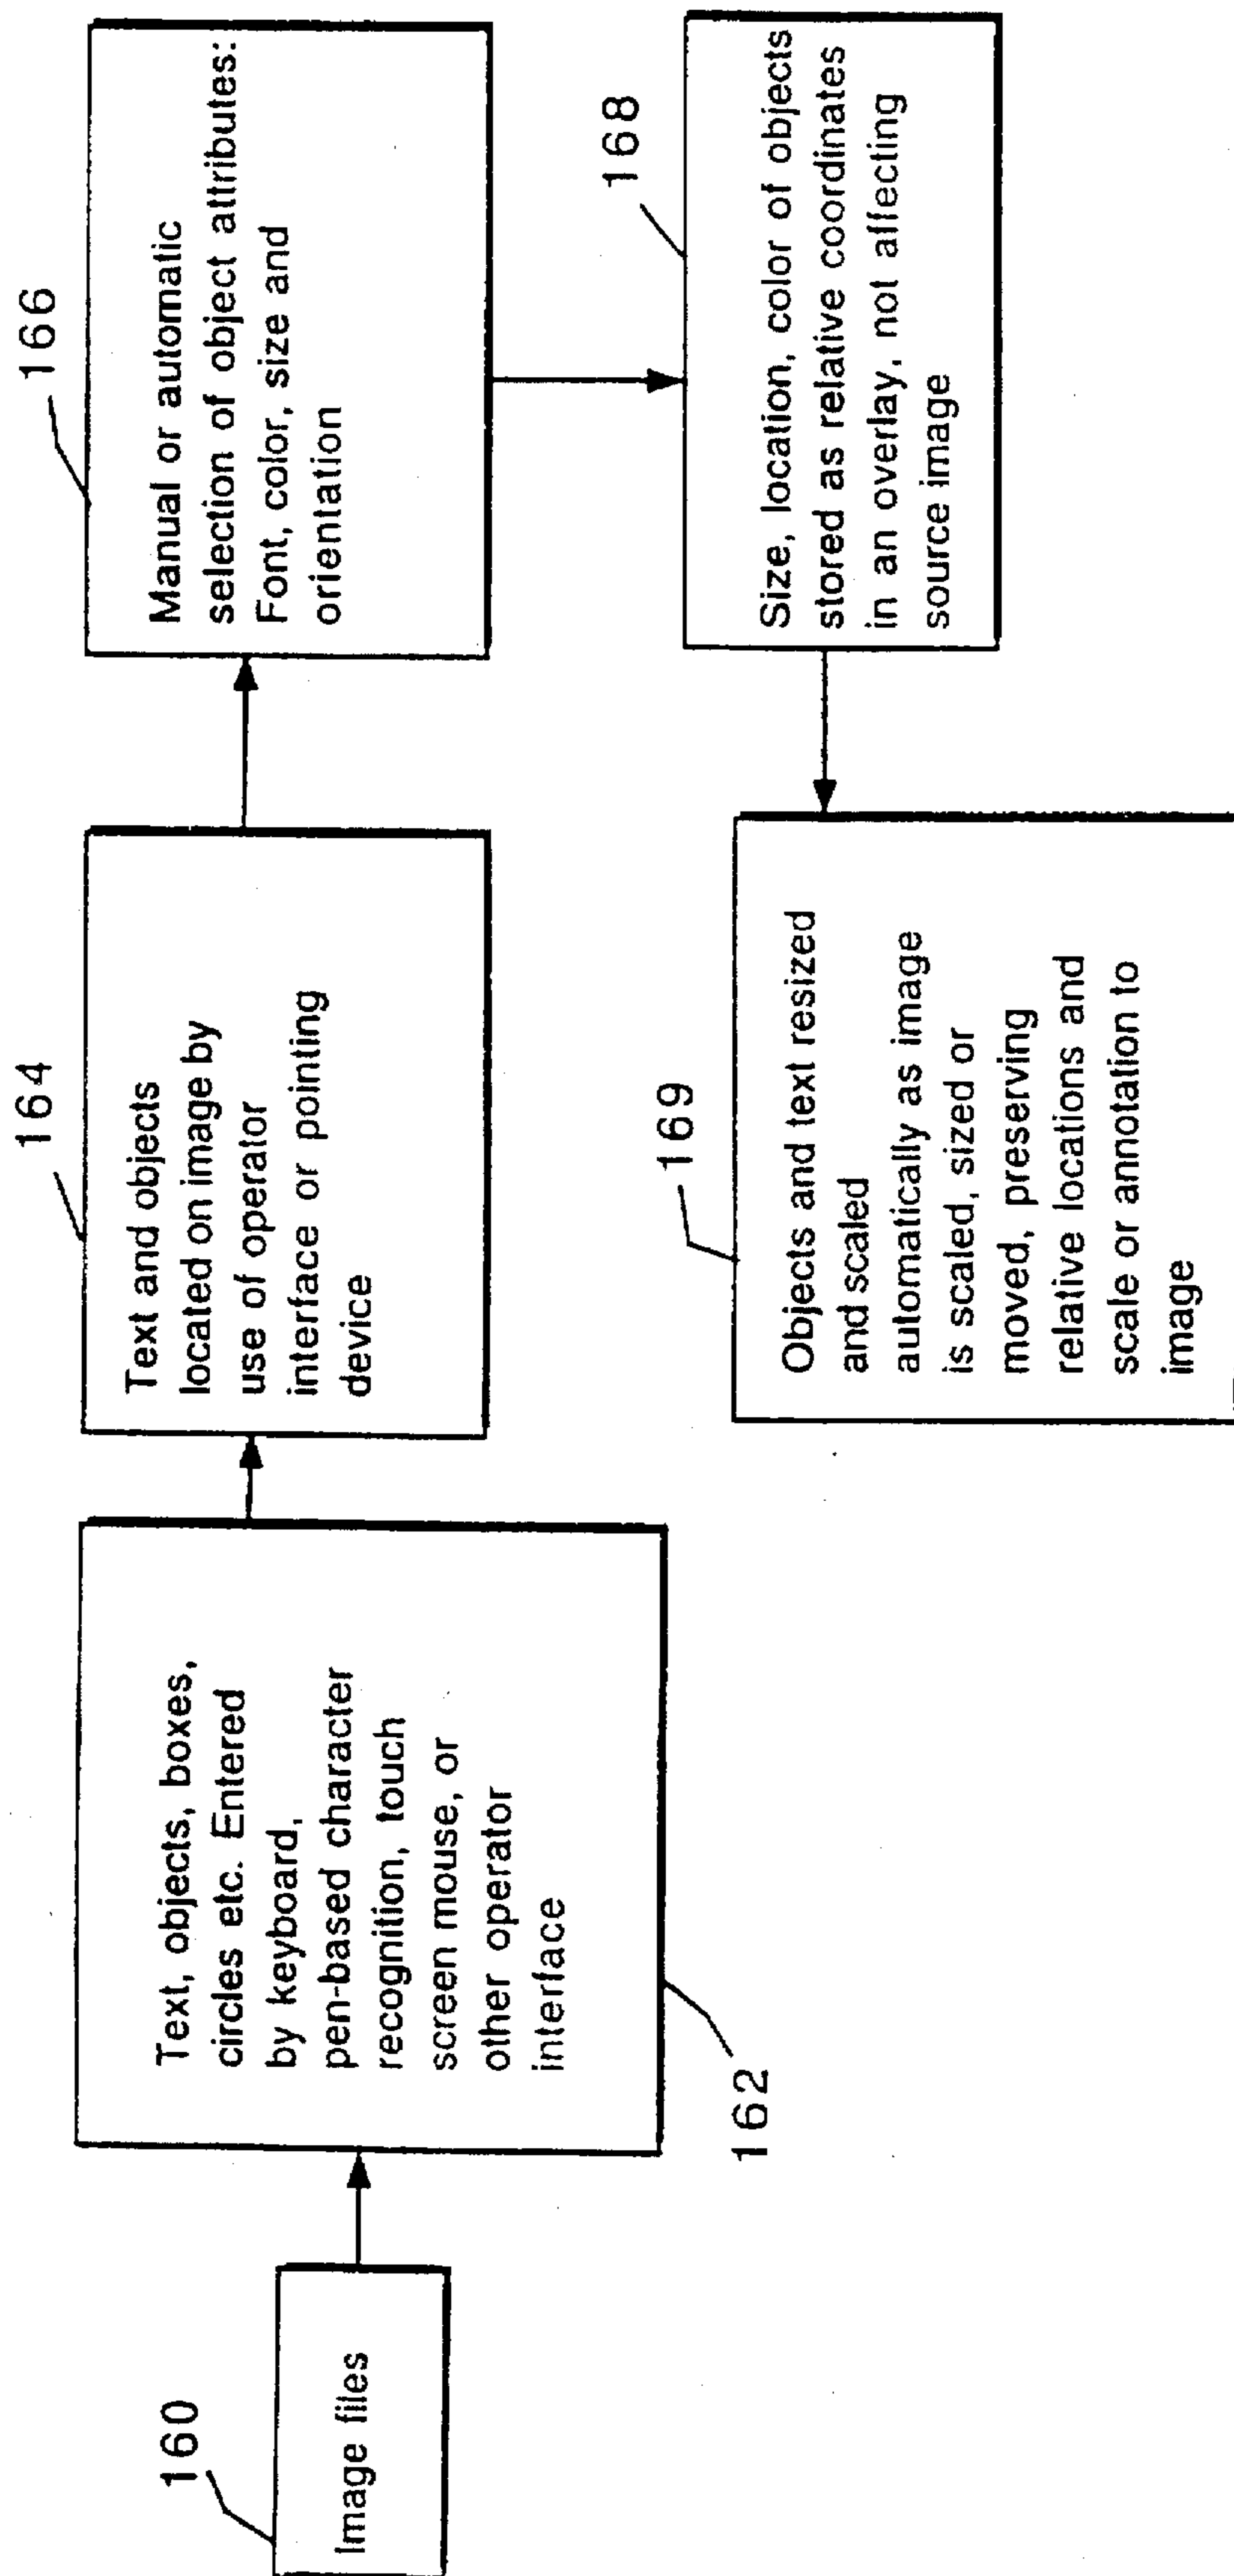 160
Image files
162
Text, objects, boxes,
circles etc. Entered
by keyboard,
pen-based character
recognition, touch
screen mouse, or
other operator
interface
164
Text and objects
located on image by
use of operator
interface or pointing
device
166
Manual or automatic
selection of object attributes:
Font, color, size and
orientation
168
Size, location, color of objects
stored as relative coordinates
in an overlay, not affecting
source image
169
Objects and text resized
and scaled
automatically as image
is scaled, sized or
moved, preserving
relative locations and
scale or annotation to
image